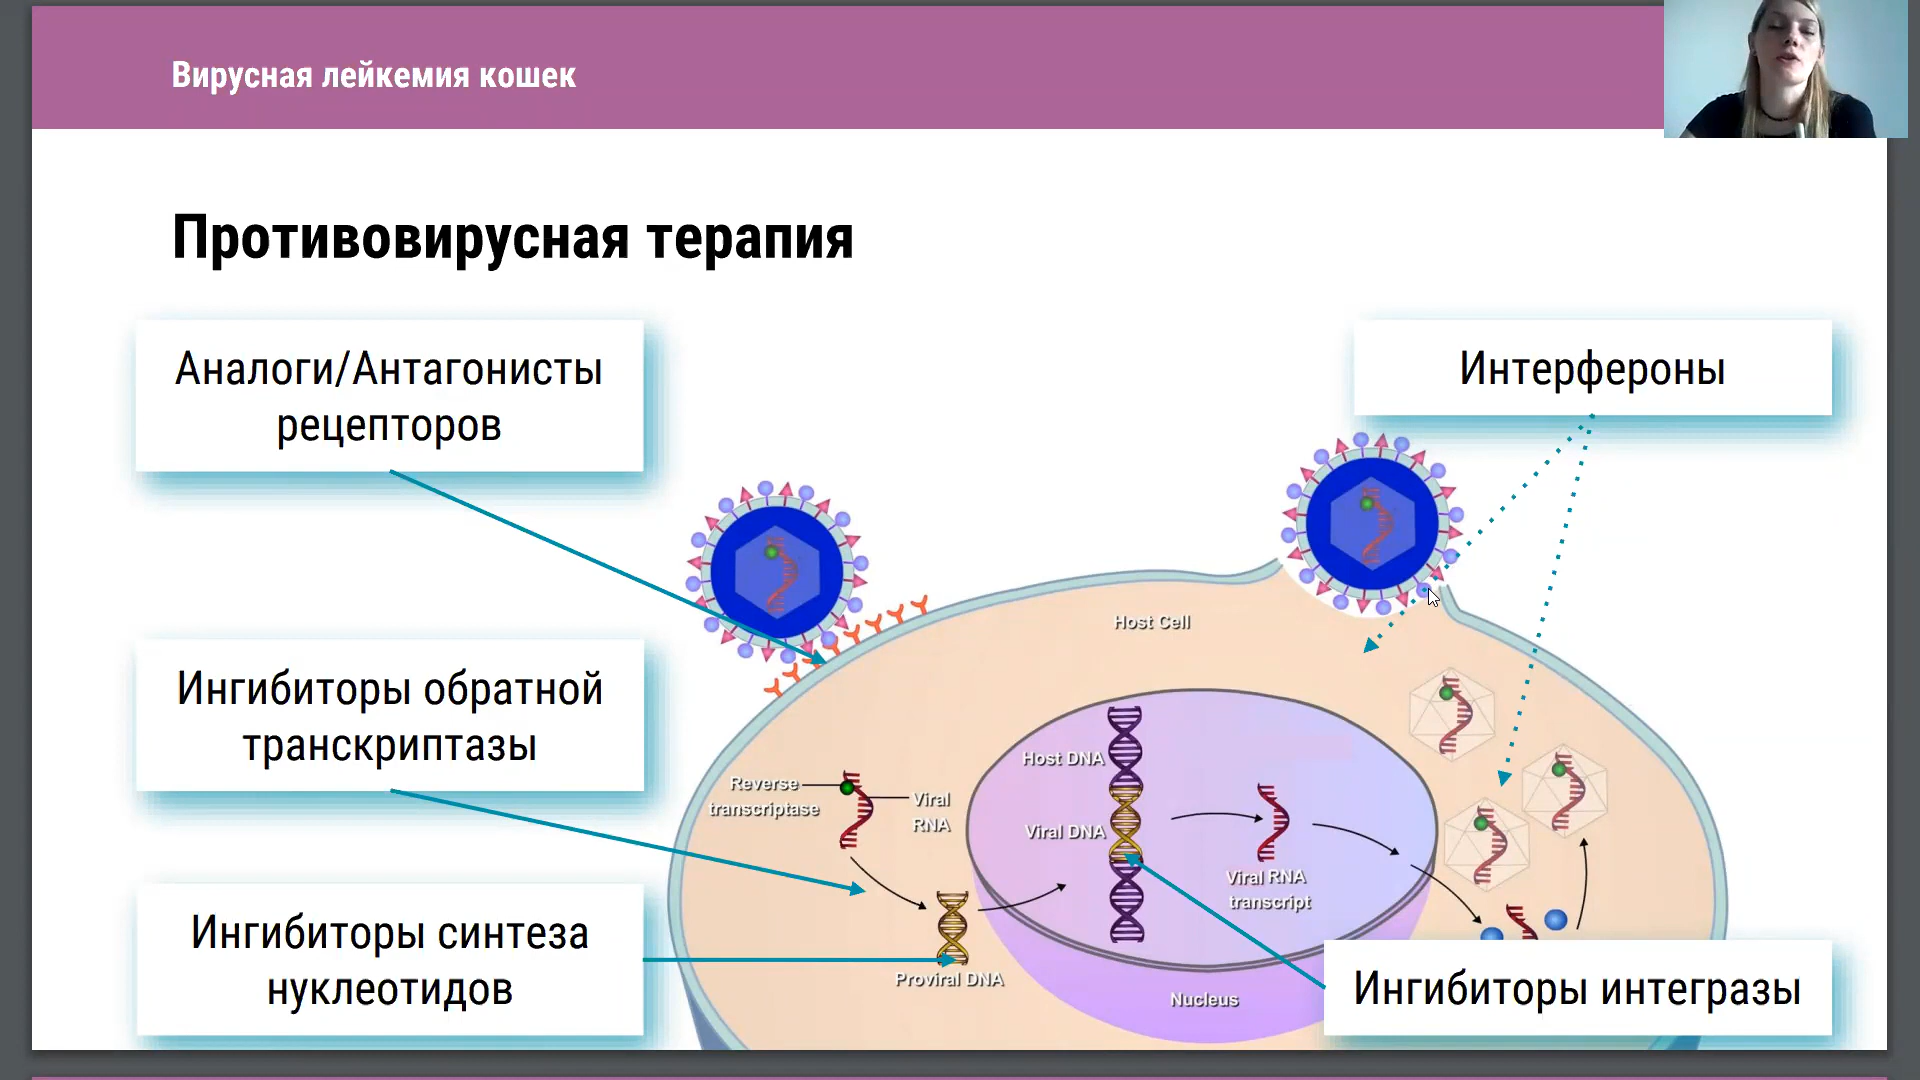 Вирусная лейкемия кошек
Противовирусная терапия
Аналоги/Антагонисты
рецепторов
Интерфероны
Ингибиторы обратной
транскриптазы
Ингибиторы синтеза
нуклеотидов
Ингибиторы интегразы
Host Cell
Reverse
transcriptase
Viral
RNA
Proviral DNA
Host DNA
Viral DNA
Viral RNA
transcript
Nucleus